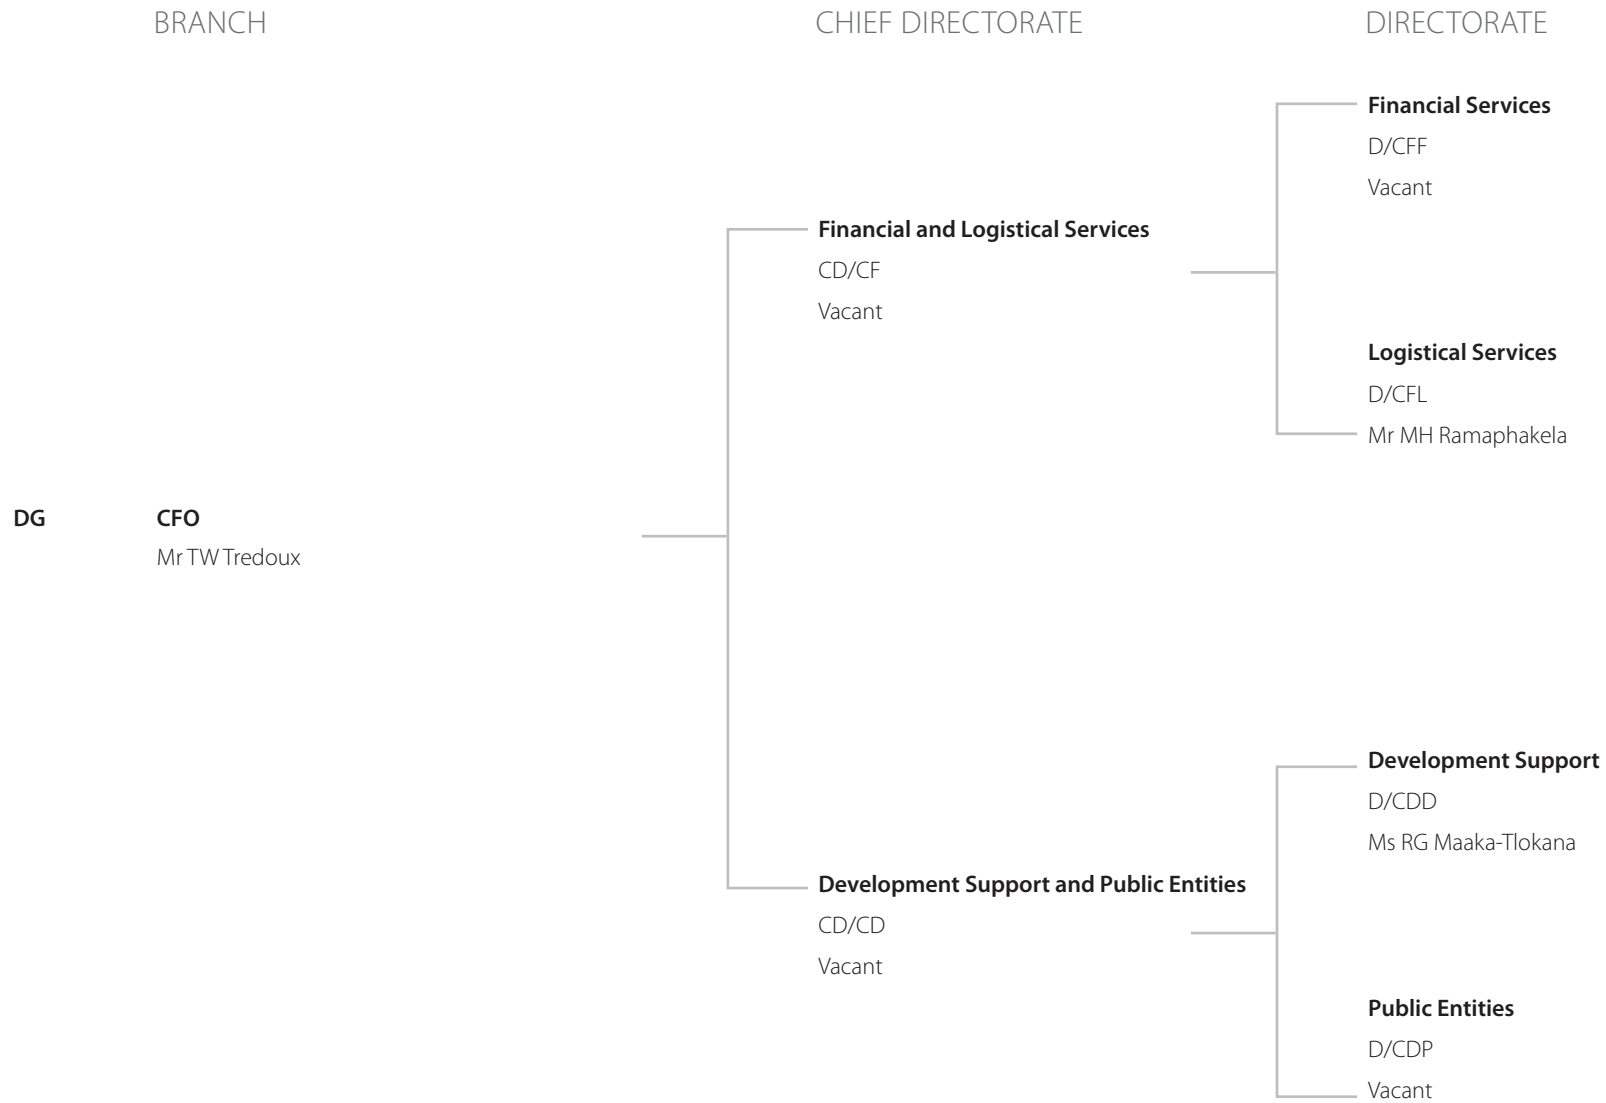 BRANCH
CHIEF DIRECTORATE
DIRECTORATE
DG
CFO
Mr TW Tredoux
Financial and Logistical Services
CD/CF
Vacant
Financial Services
D/CFF
Vacant
Logistical Services
D/CFL
Mr MH Ramaphakela
Development Support and Public Entities
CD/CD
Vacant
Development Support
D/CDD
Ms RG Maaka-Tlokana
Public Entities
D/CDP
Vacant